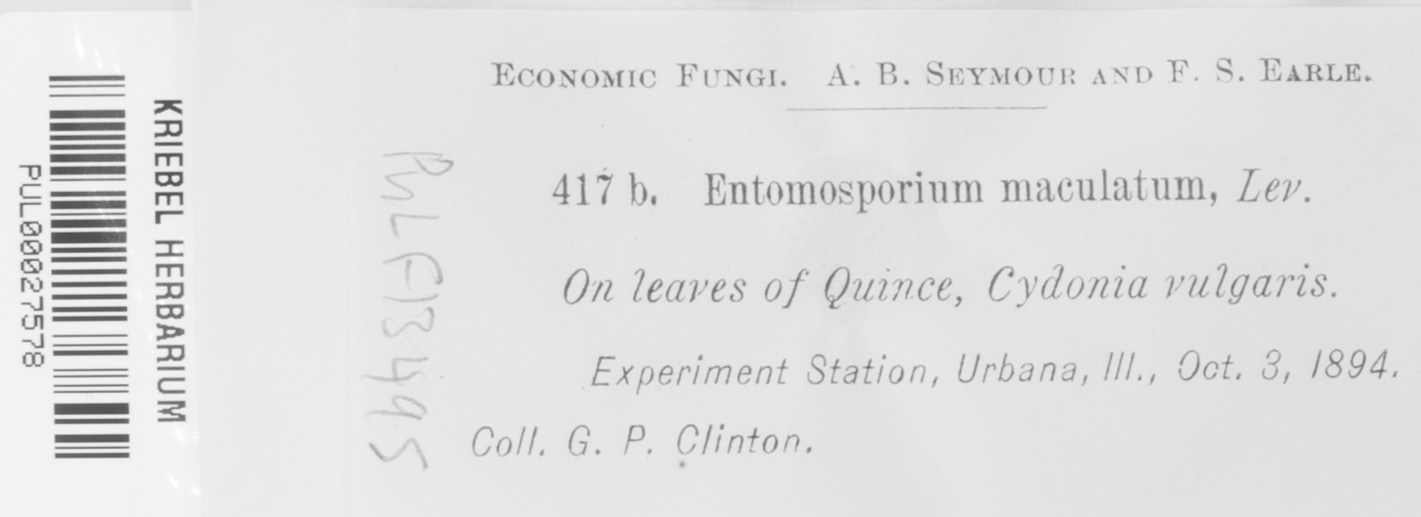 PUL00027578
KRIEBEL HERBARIUM
PUL F13495
ECONOMIC FUNGI. A. B. SEYMOUR AND F. S. EARLE.
417 b. Entomosporium maculatum, Lev.
On leaves of Quince, Cydonia vulgaris.
Experiment Station, Urbana, Ill., Oct. 3, 1894.
Coll. G. P. Clinton.